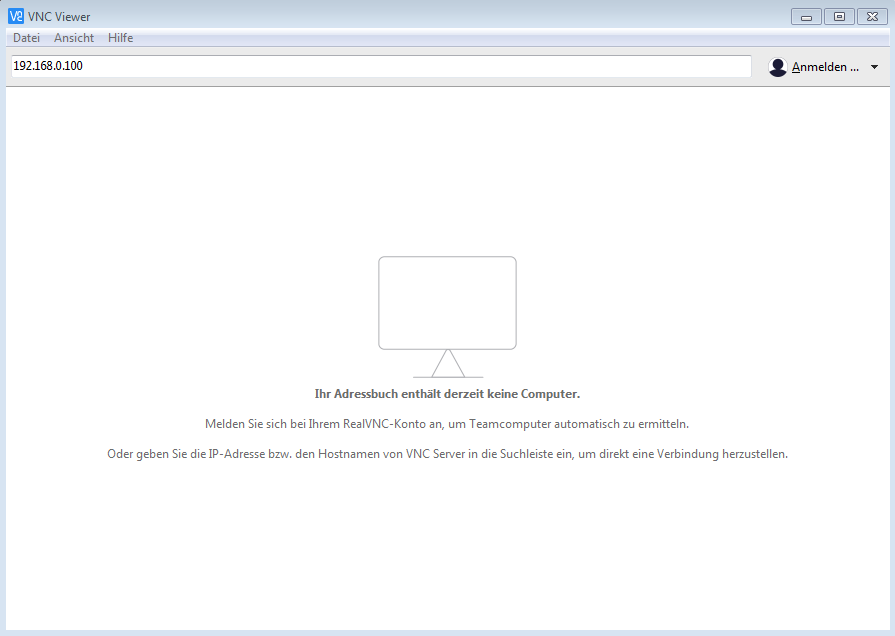 VNC Viewer
Datei Ansicht Hilfe
192.168.0.100 Anmelden ...
Ihr Adressbuch enthält derzeit keine Computer.
Melden Sie sich bei Ihrem RealVNC-Konto an, um Teamcomputer automatisch zu ermitteln.
Oder geben Sie die IP-Adresse bzw. den Hostnamen von VNC Server in die Suchleiste ein, um direkt eine Verbindung herzustellen.